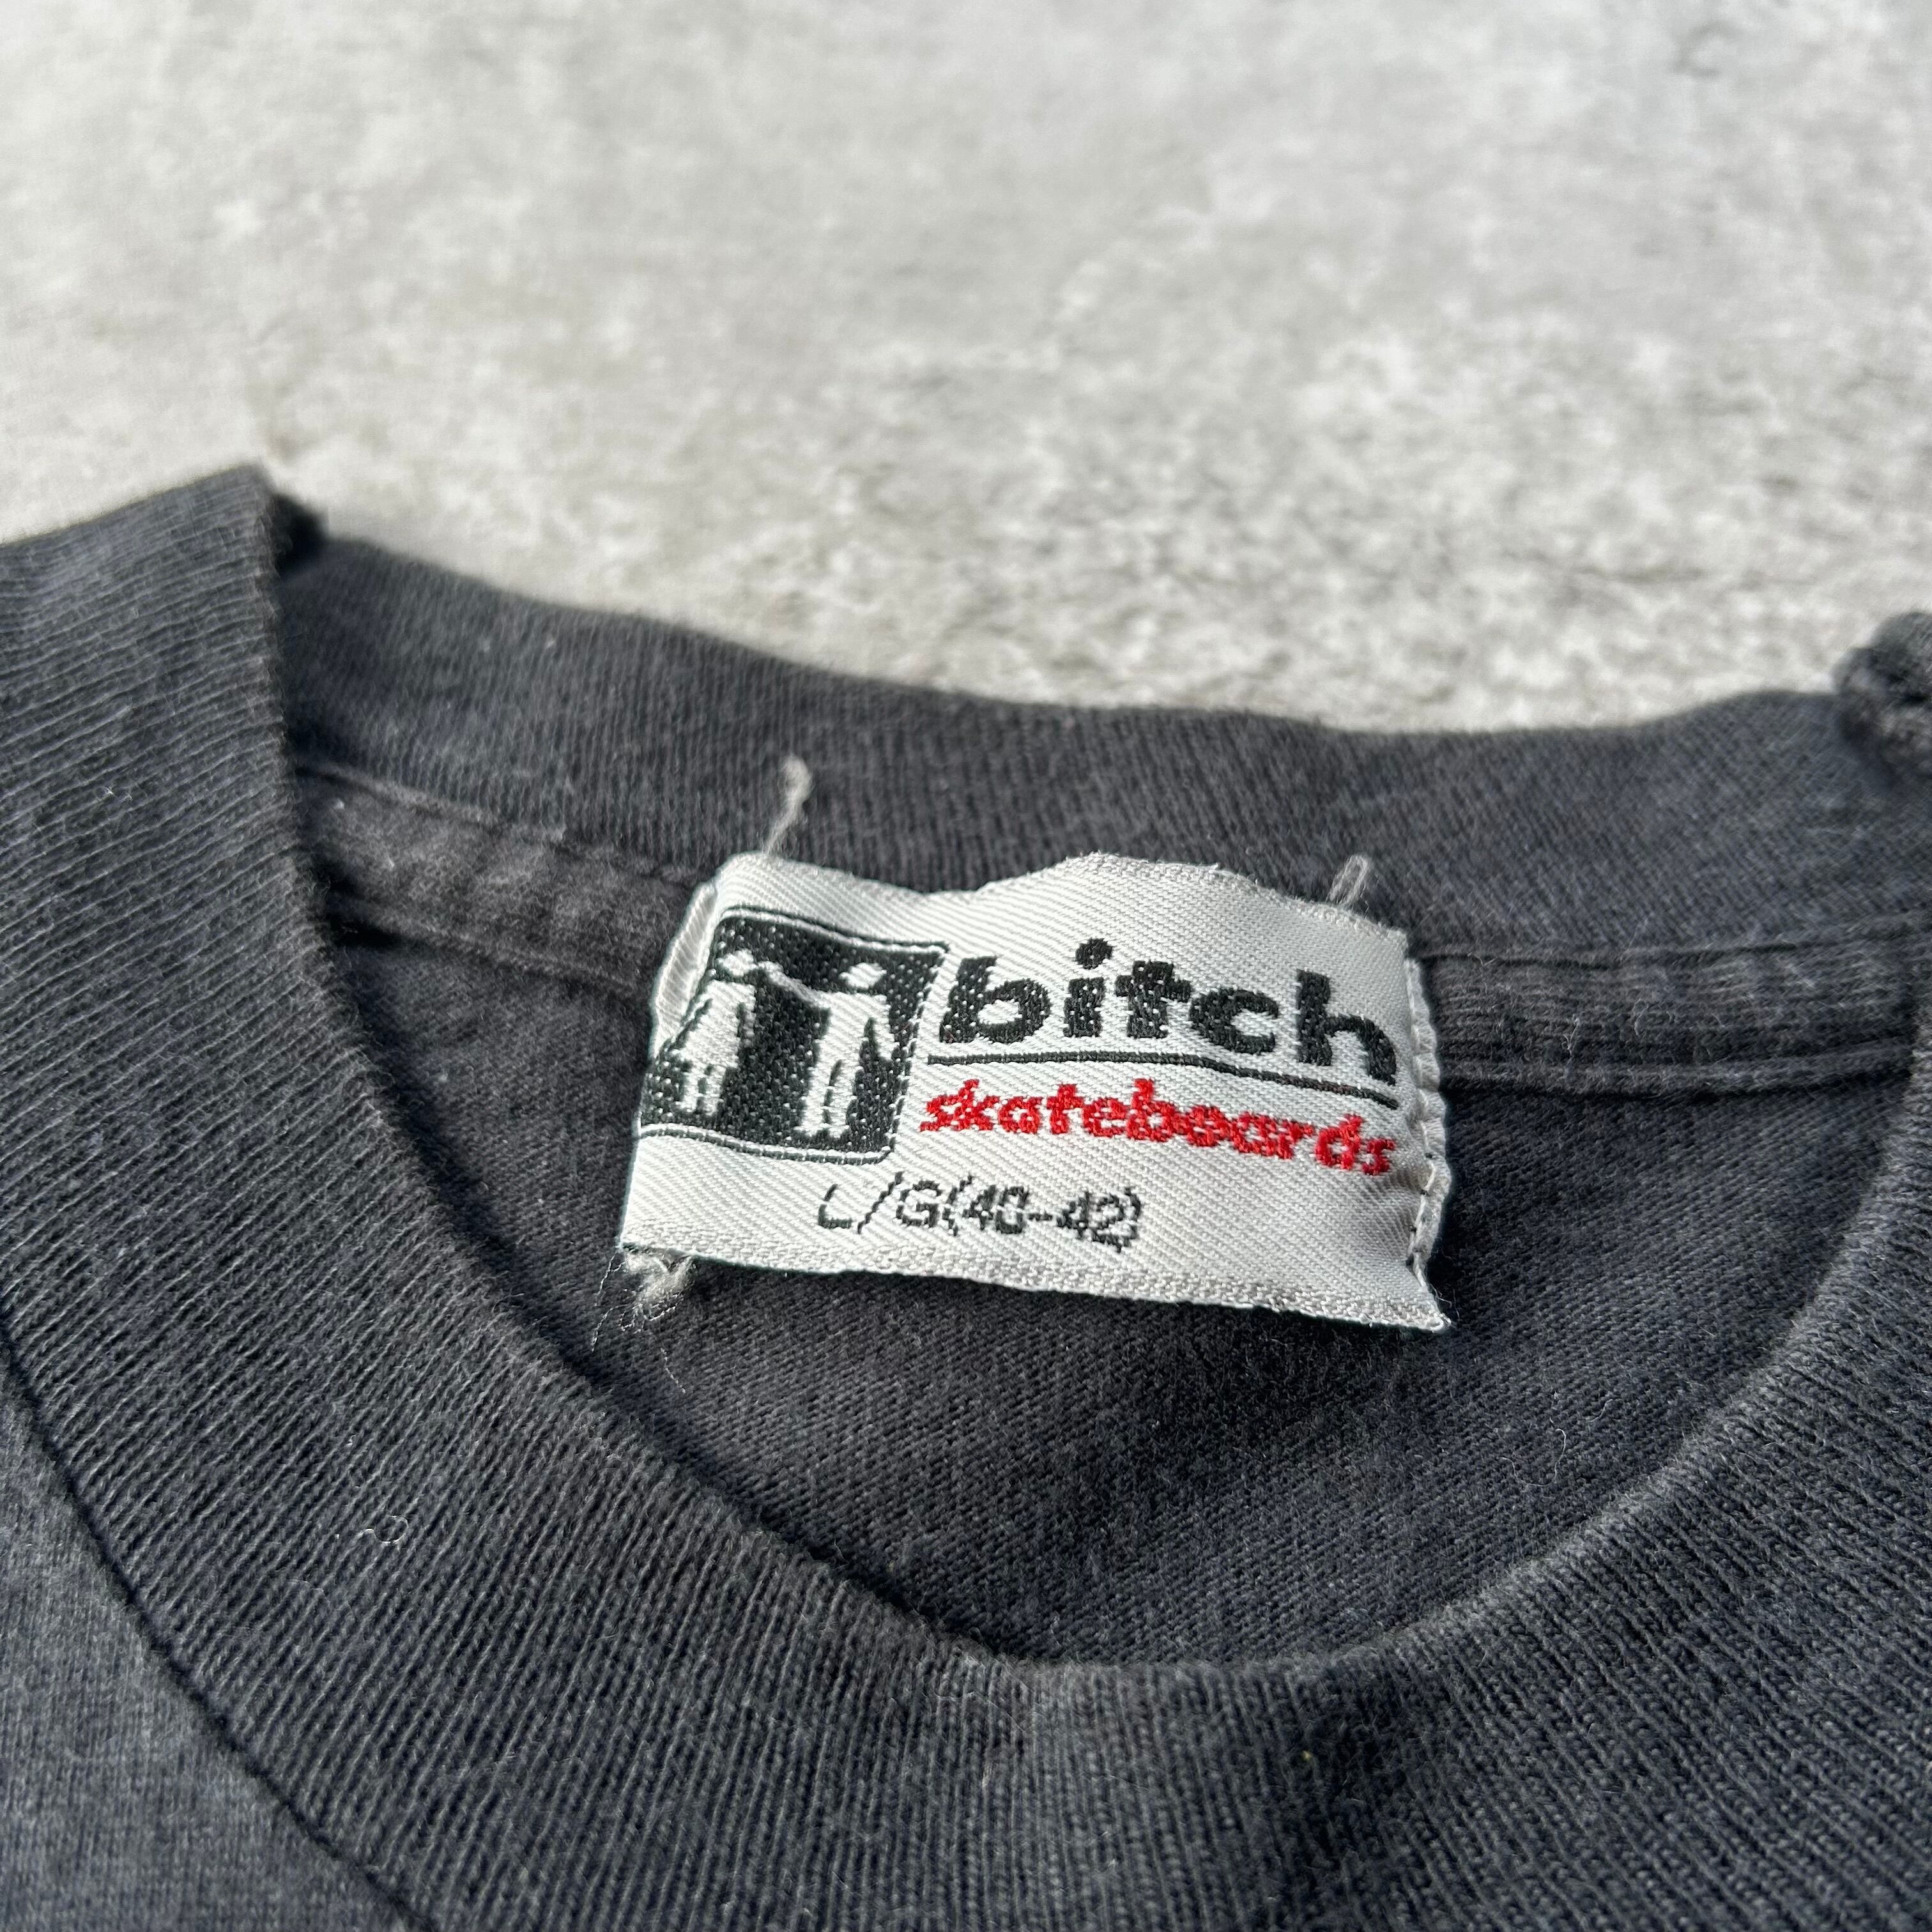 bitch
skateboards
L/G(40-42)